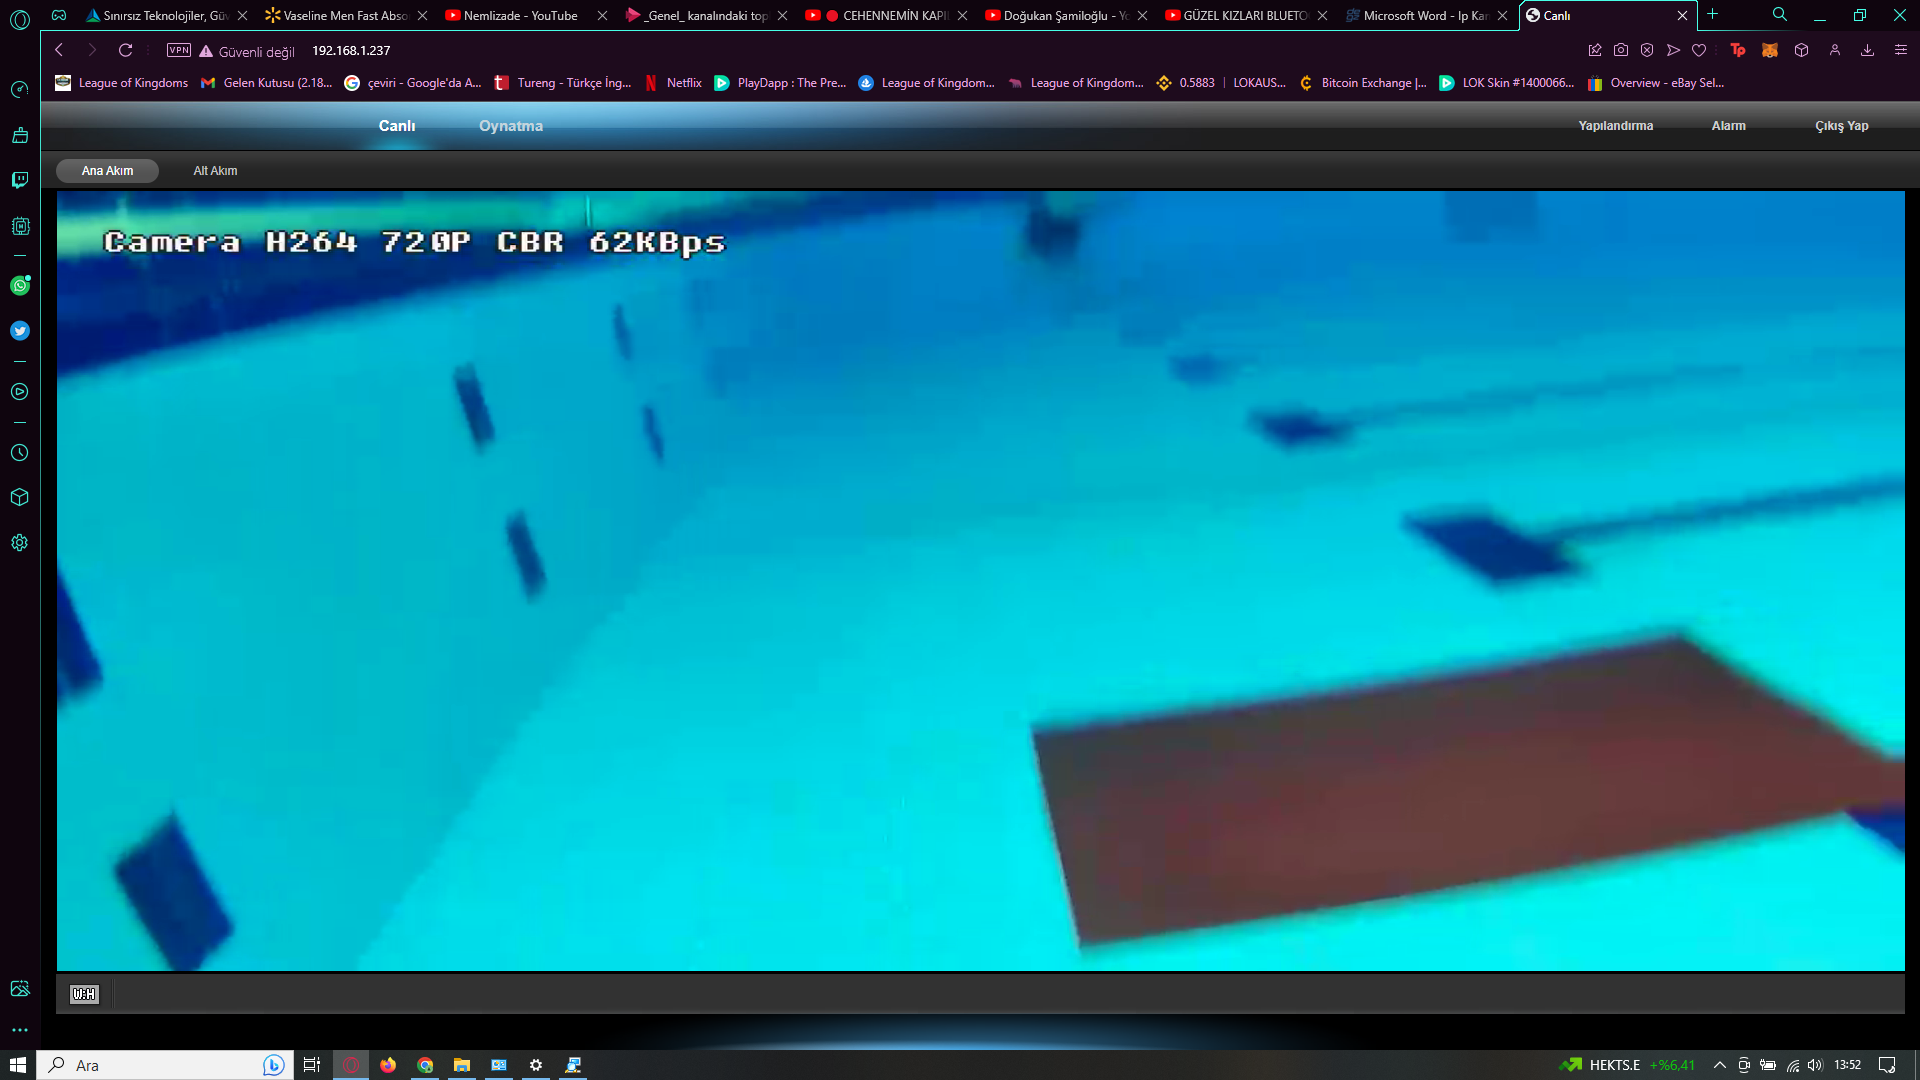 Sınırsız Teknolojiler, Gü
Vaseline Men Fast Abso
Nemlizade - YouTube
_Genel_ kanalındaki top
CEHENNEMİN KAPI
Doğukan Şamiloğlu - Yo
GÜZEL KIZLARI BLUETO
Microsoft Word - Ip Kar
Canlı
VPN
Güvenli değil
192.168.1.237
League of Kingdoms
Gelen Kutusu (2.18...
çeviri - Google'da A...
Tureng - Türkçe İng...
Netflix
PlayDapp : The Pre...
League of Kingdom...
League of Kingdom...
0.5883 | LOKAUS...
Bitcoin Exchange |...
LOK Skin #1400066...
Overview - eBay Sel...
Canlı
Oynatma
Yapılandırma
Alarm
Çıkış Yap
Ana Akım
Alt Akım
Camera H264 720P CBR 62KBps
W:H
Ara
HEKTS.E +%6,41
13:52